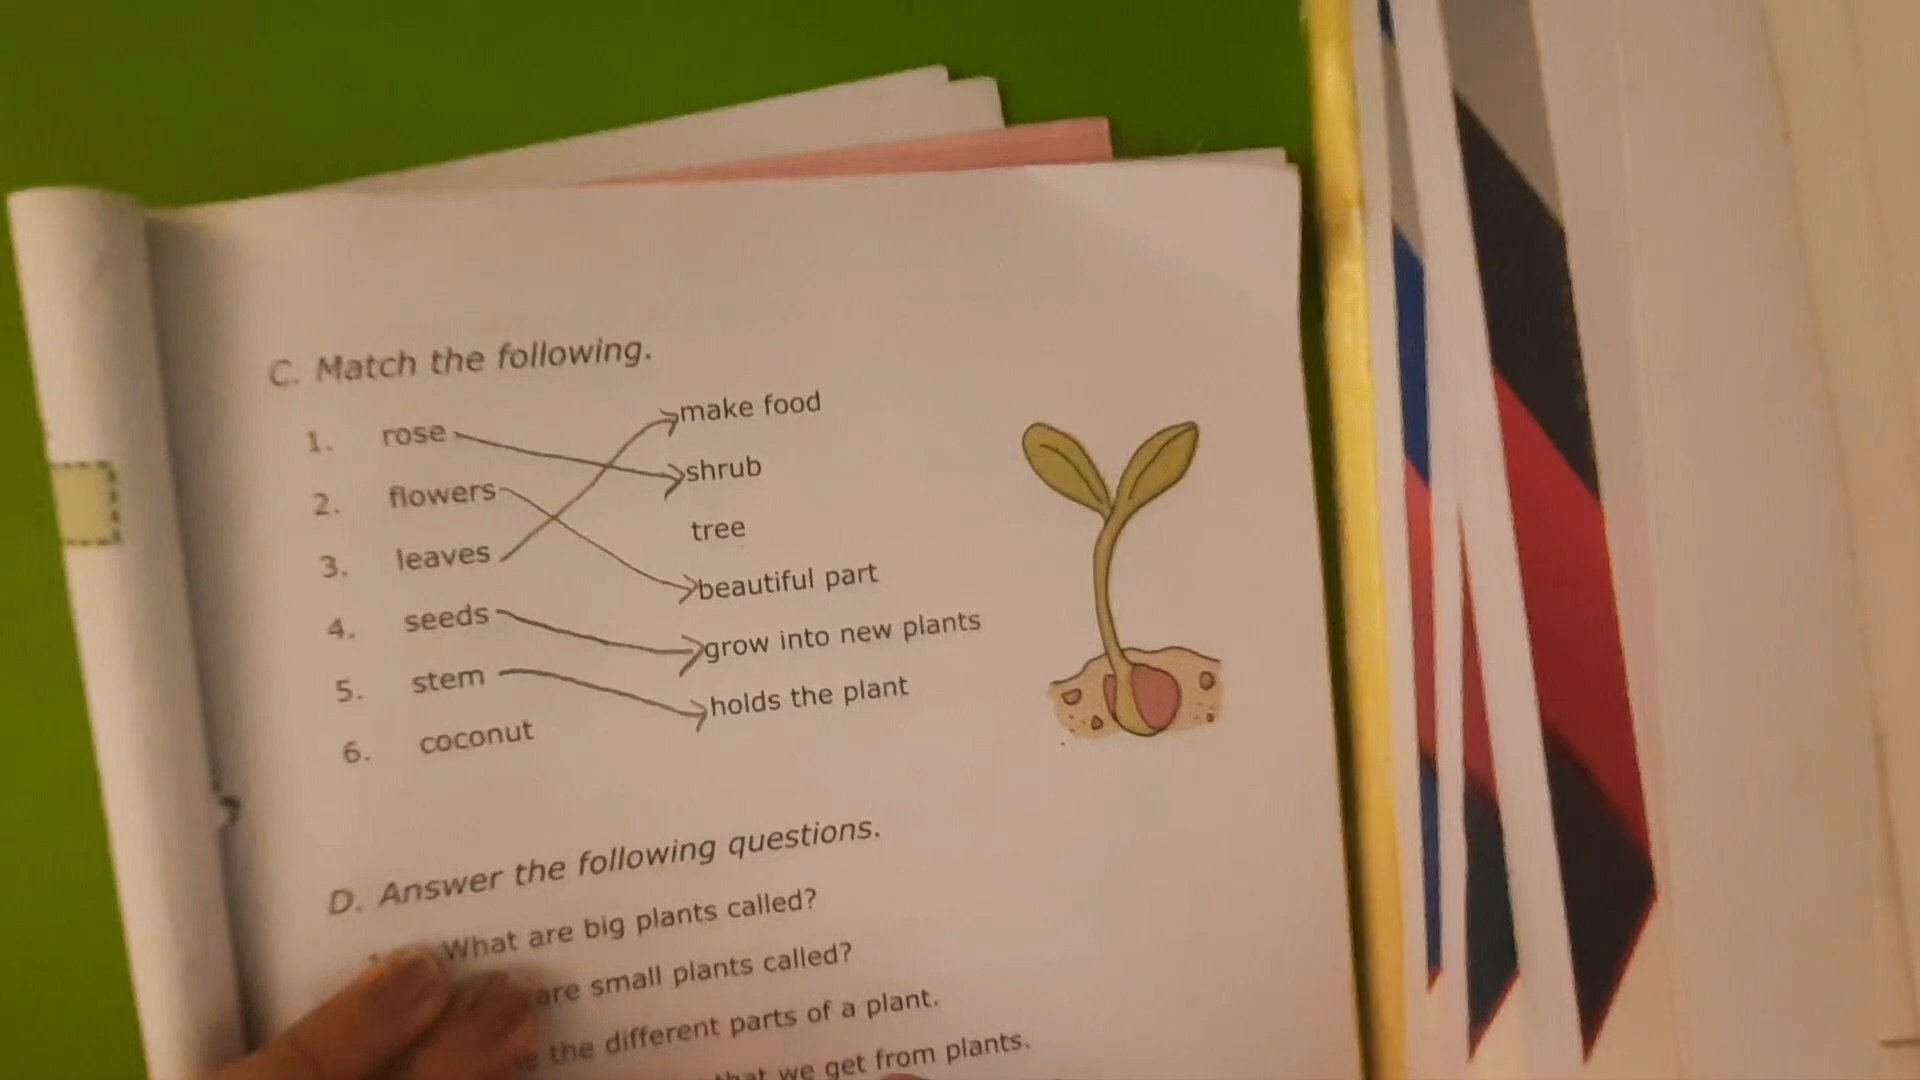 C. Match the following.
1. rose make food
2. flowers shrub
3. leaves tree
4. seeds beautiful part
5. stem grow into new plants
6. coconut holds the plant
D. Answer the following questions.
What are big plants called?
are small plants called?
the different parts of a plant.
that we get from plants.